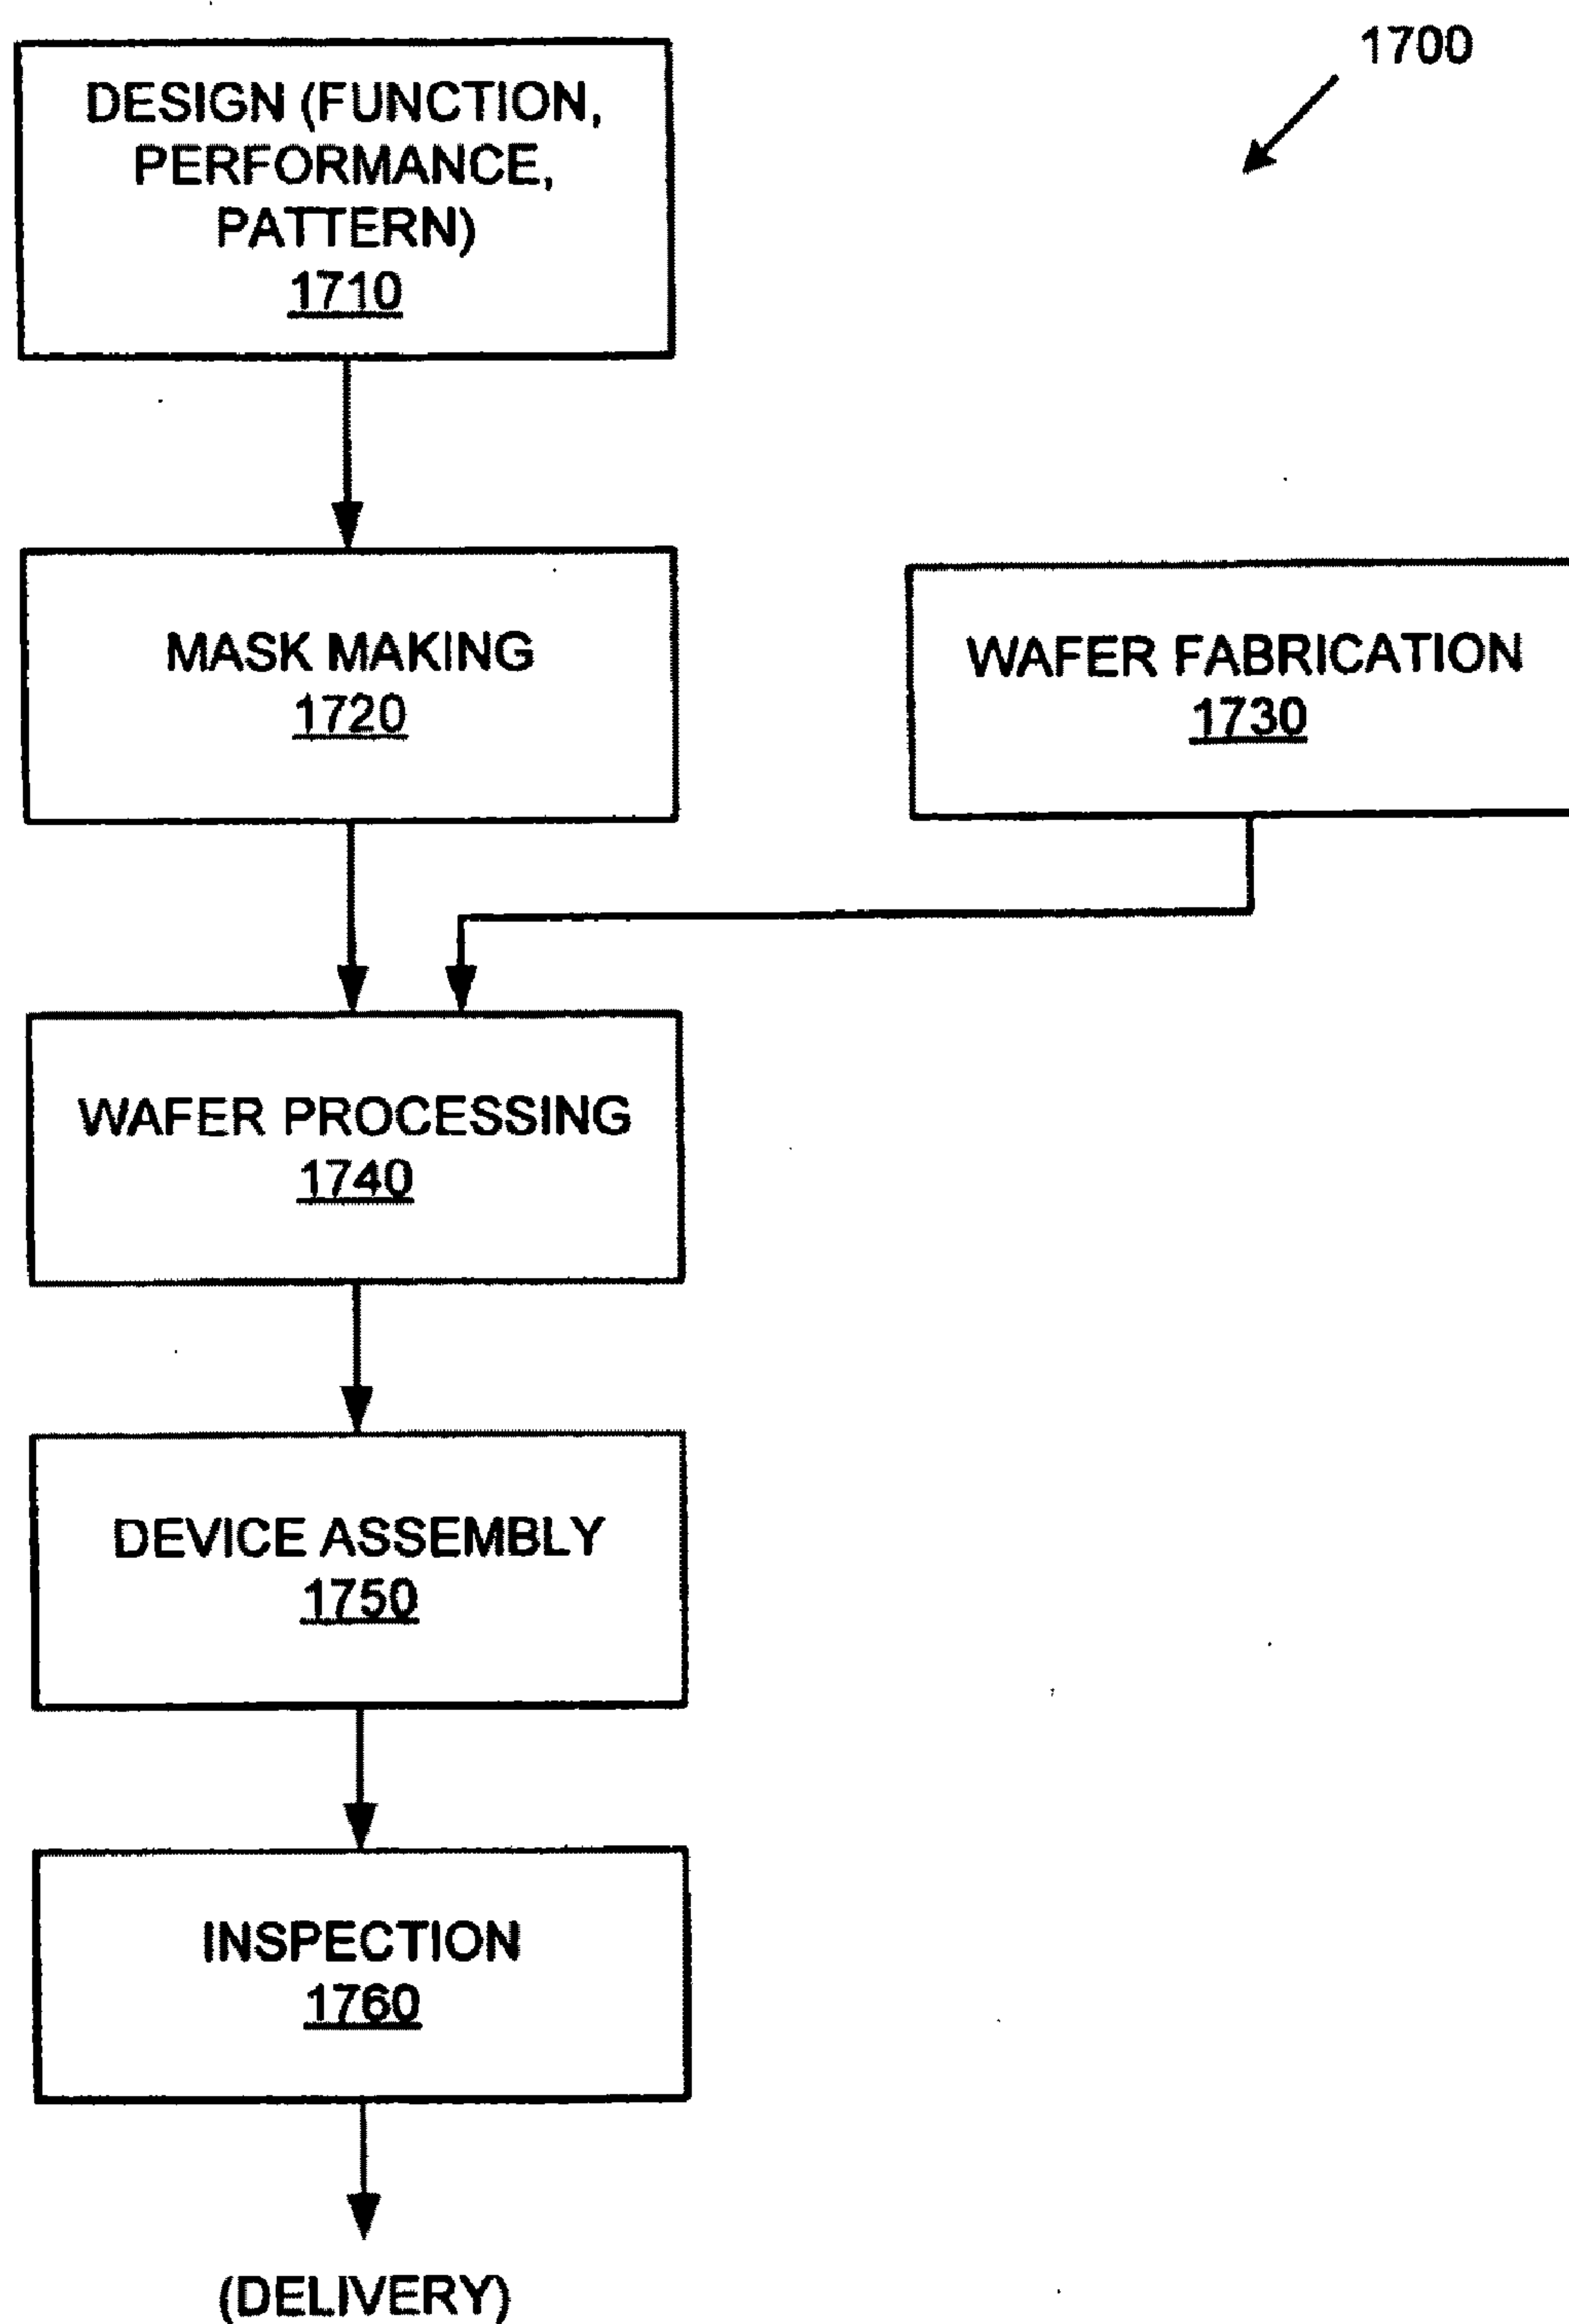 1700
DESIGN (FUNCTION,
PERFORMANCE,
PATTERN)
1710
MASK MAKING
1720
WAFER FABRICATION
1730
WAFER PROCESSING
1740
DEVICE ASSEMBLY
1750
INSPECTION
1760
(DELIVERY)